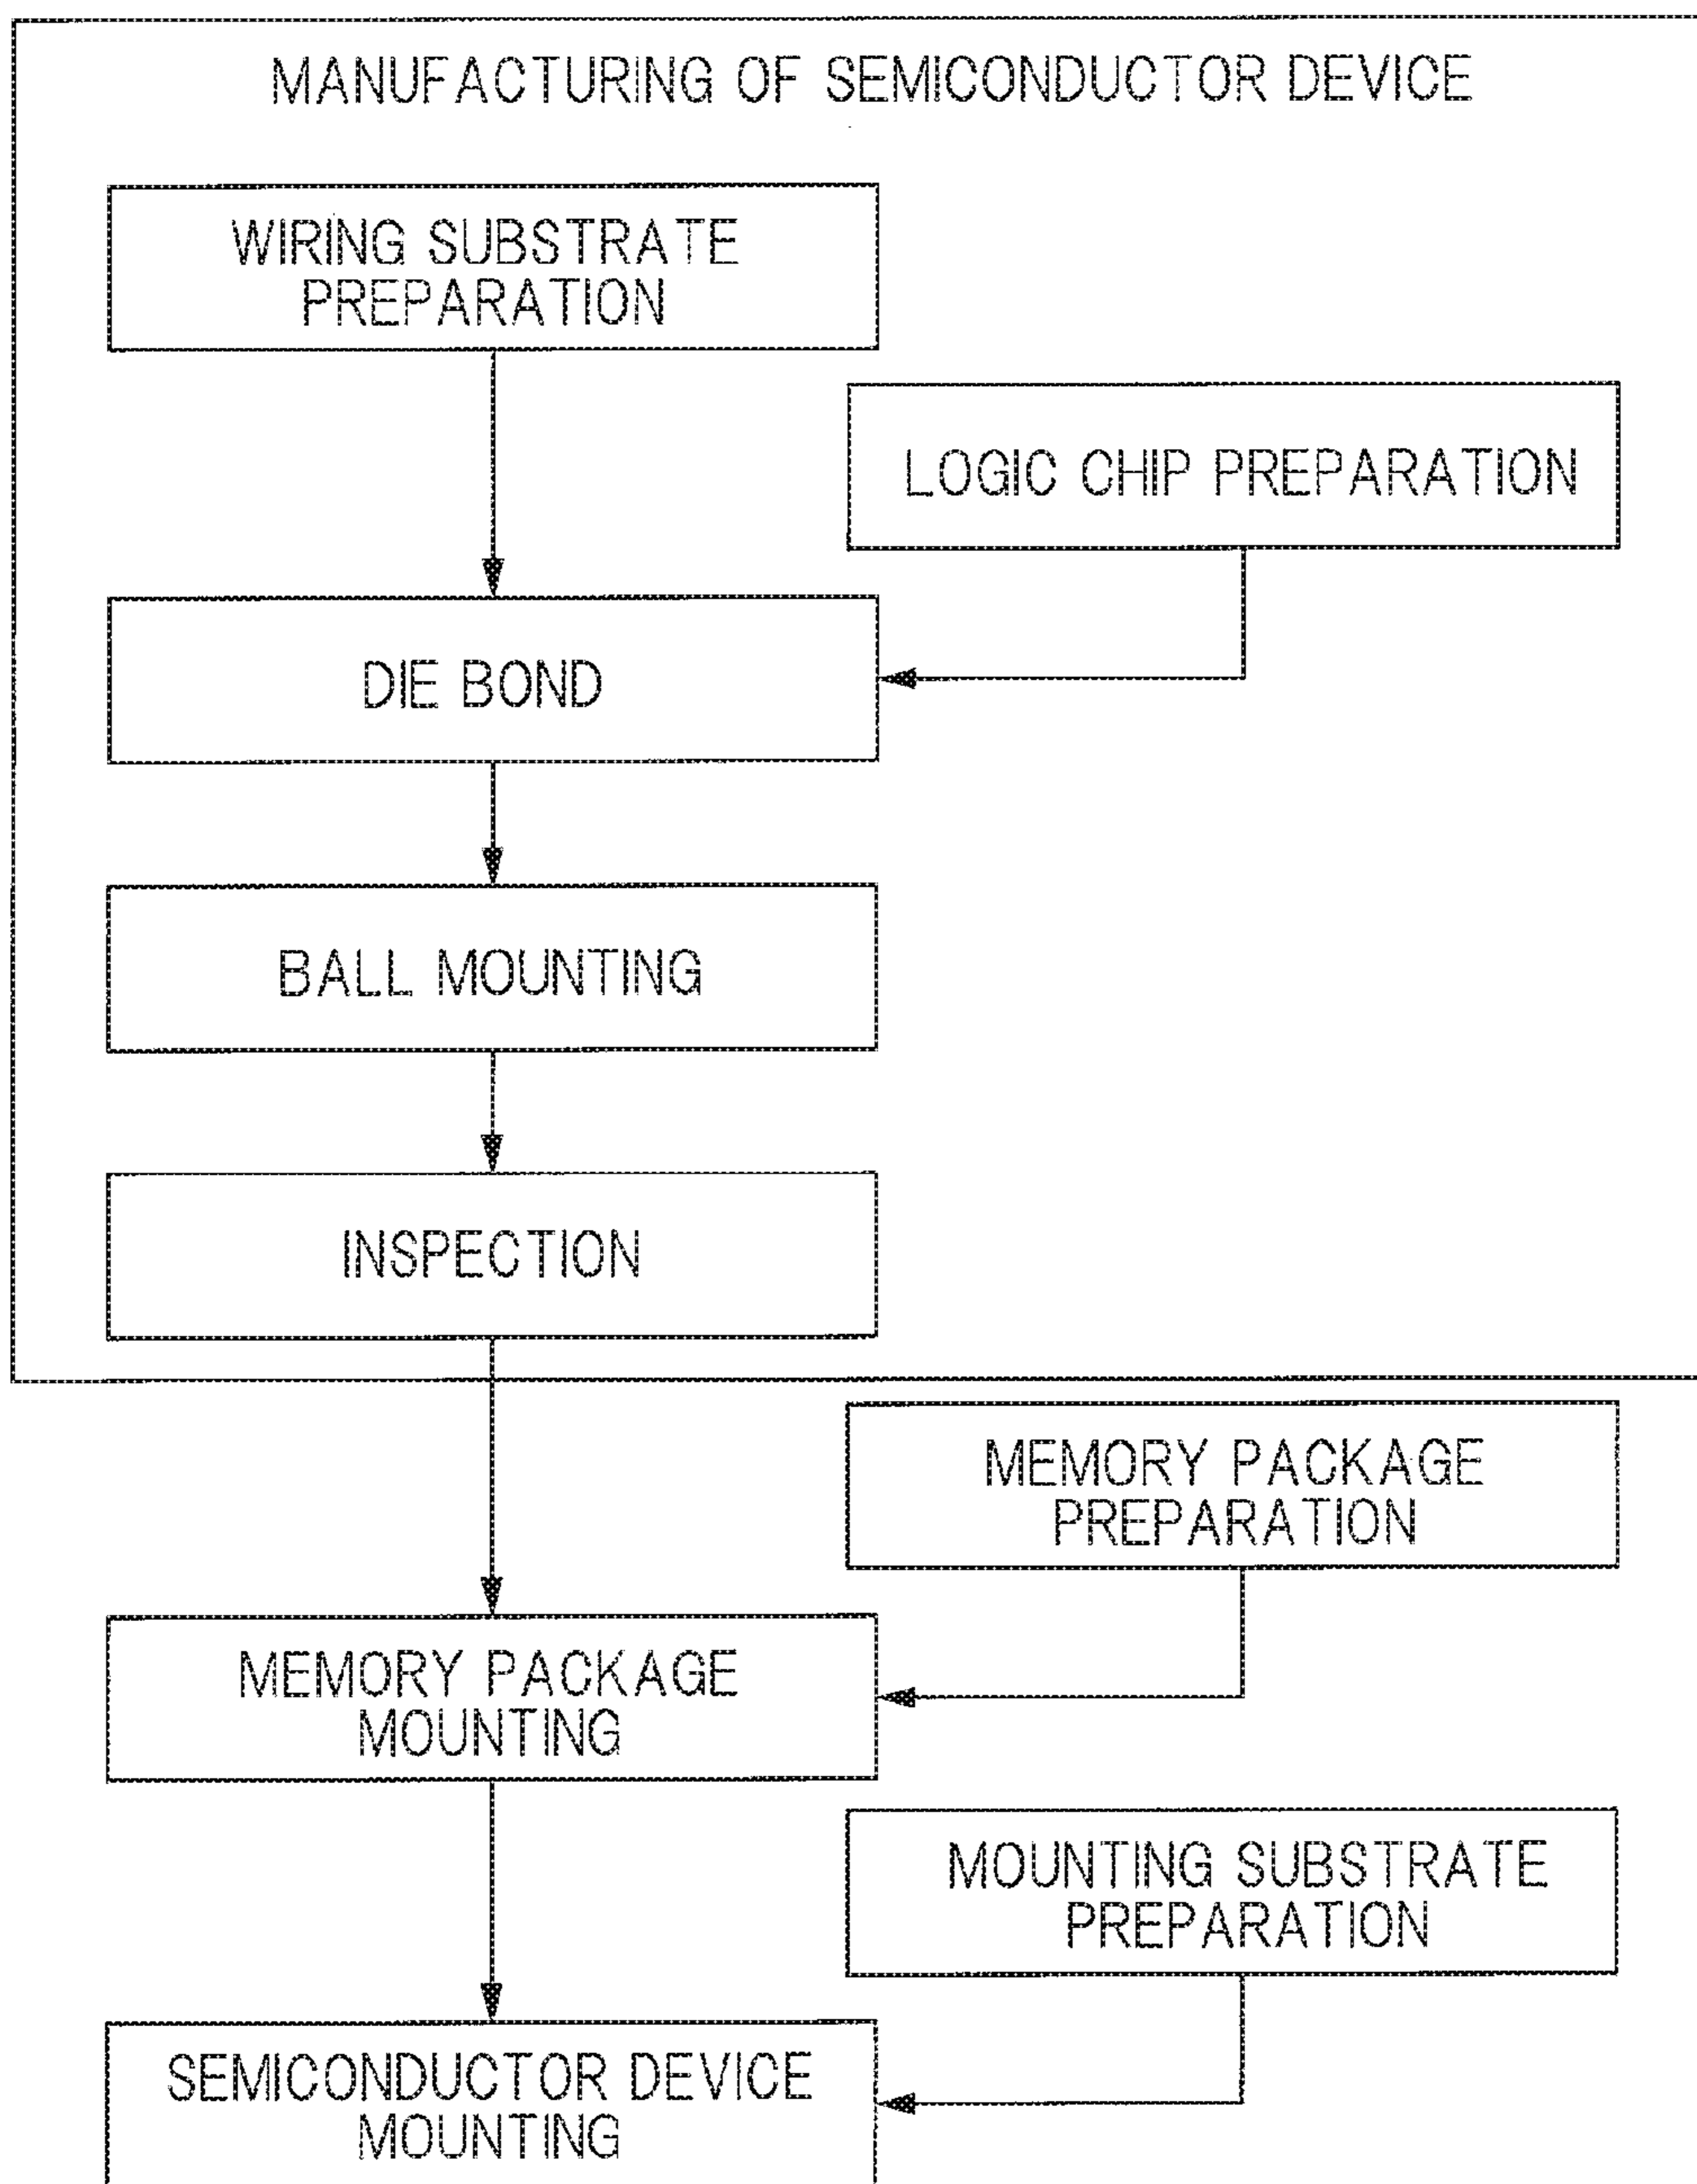 MANUFACTURING OF SEMICONDUCTOR DEVICE
WIRING SUBSTRATE
PREPARATION
LOGIC CHIP PREPARATION
DIE BOND
BALL MOUNTING
INSPECTION
MEMORY PACKAGE
PREPARATION
MEMORY PACKAGE
MOUNTING
MOUNTING SUBSTRATE
PREPARATION
SEMICONDUCTOR DEVICE
MOUNTING